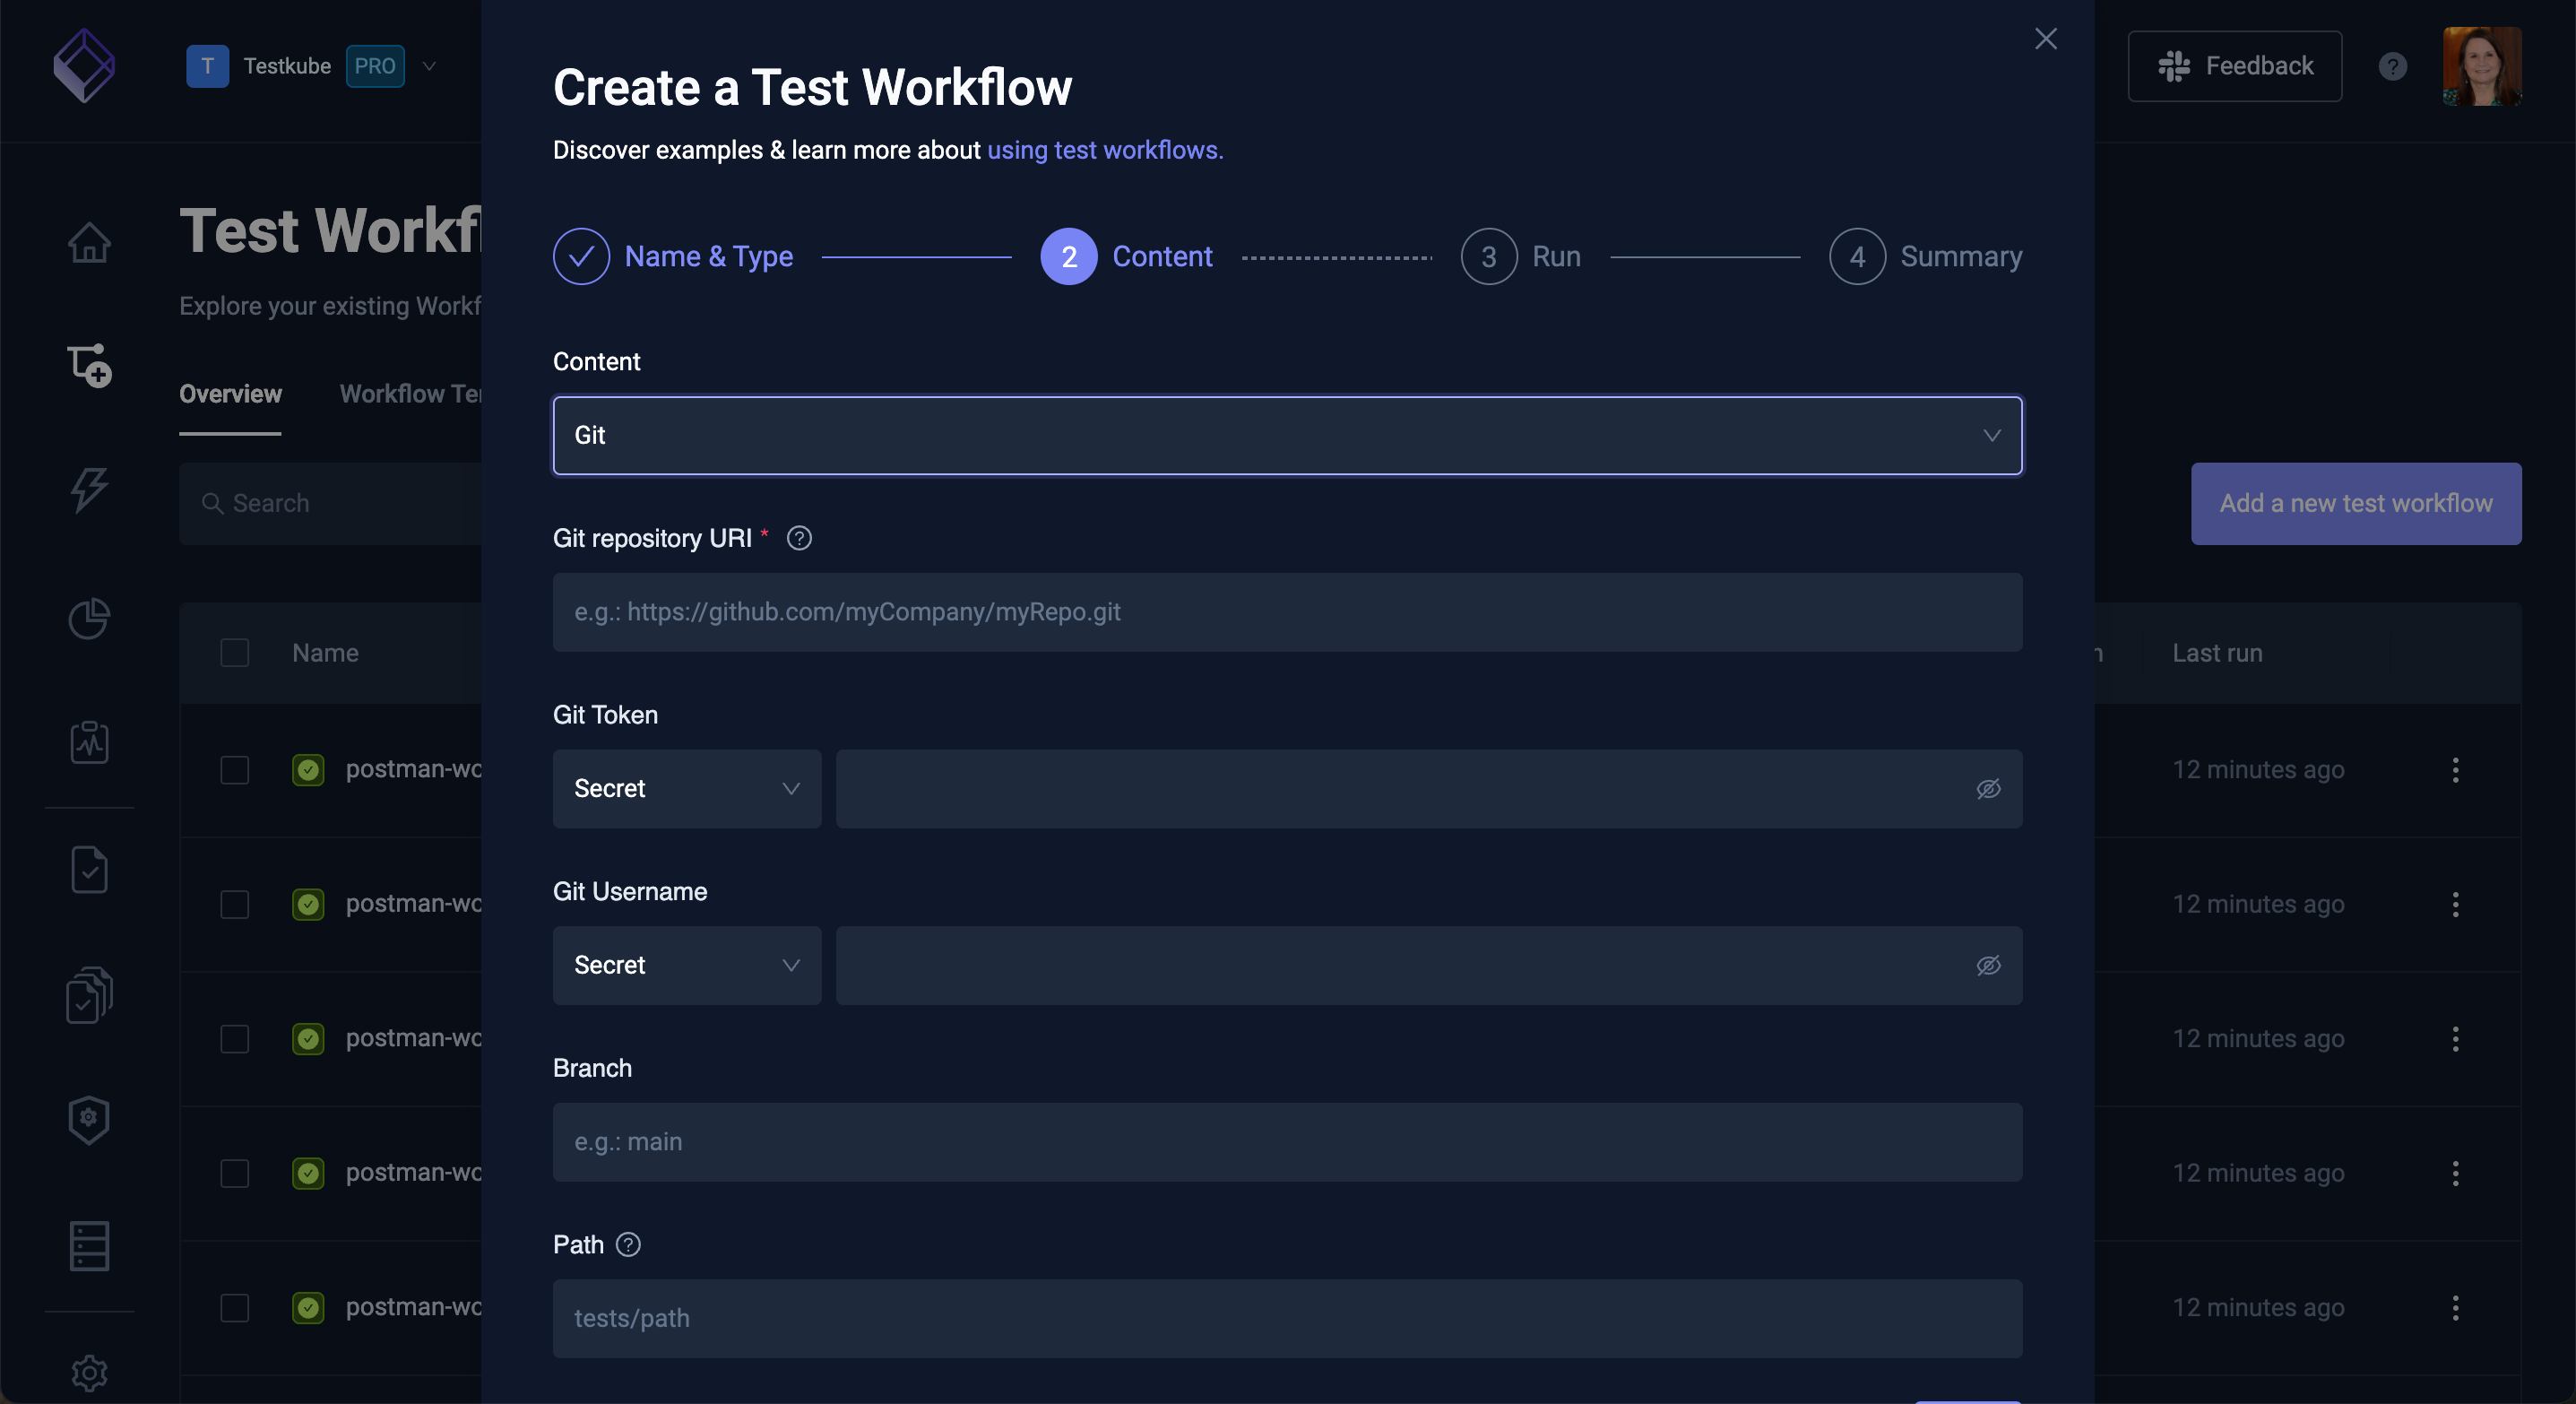 T Testkube PRO
Feedback
Test Workfl
Explore your existing Workf
Overview Workflow Te
Search
Add a new test workflow
Name
Last run
postman-wo 12 minutes ago
postman-wo 12 minutes ago
postman-wo 12 minutes ago
postman-wo 12 minutes ago
postman-wo 12 minutes ago
Create a Test Workflow
Discover examples & learn more about using test workflows.
Name & Type 2 Content 3 Run 4 Summary
Content
Git
Git repository URI * ?
e.g.: https://github.com/myCompany/myRepo.git
Git Token
Secret
Git Username
Secret
Branch
e.g.: main
Path ?
tests/path